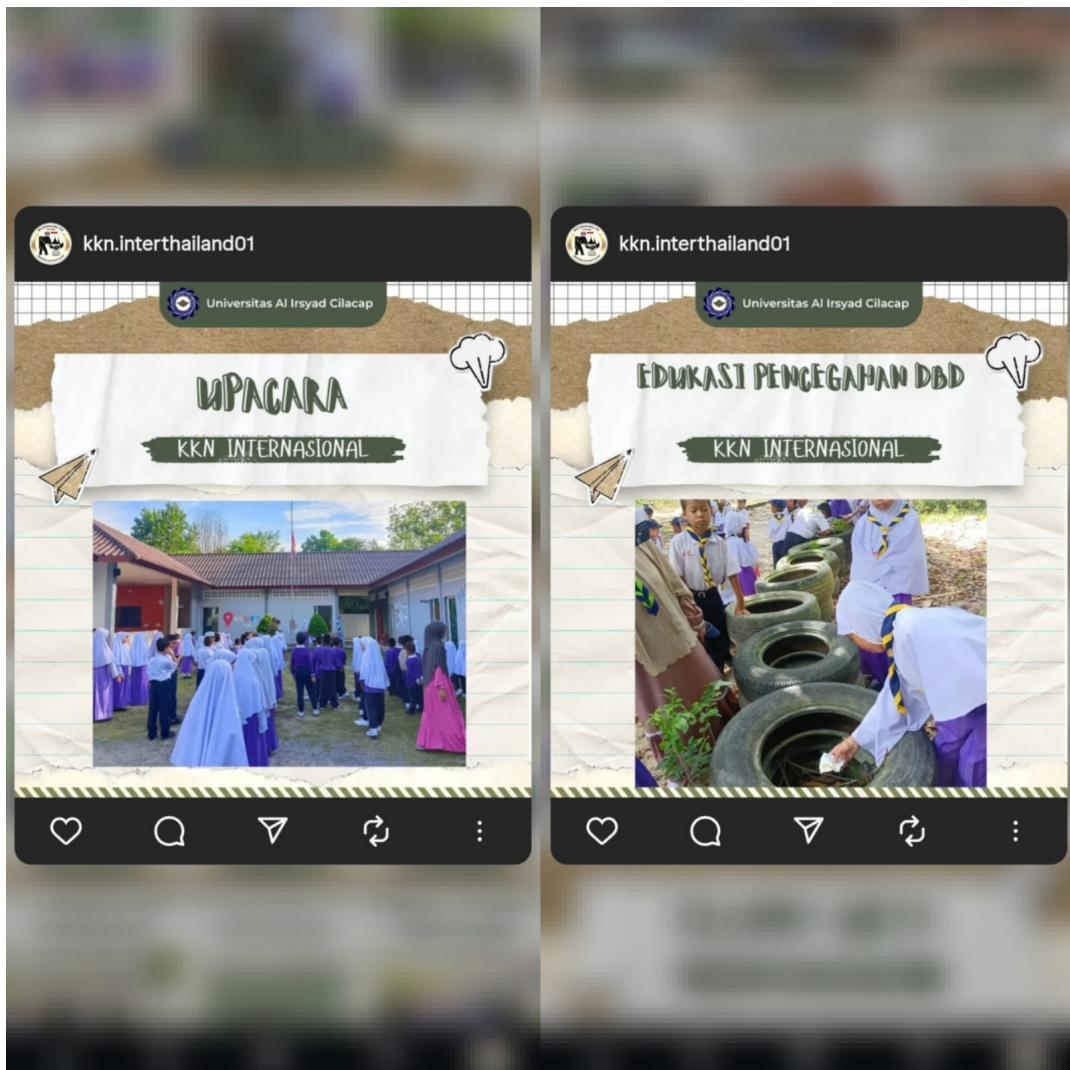 kkn.interthailand01
Universitas Al Irsyad Cilacap
UPACARA
KKN INTERNASIONAL
kkn.interthailand01
Universitas Al Irsyad Cilacap
EDUKASI PENCEGAHAN DBD
KKN INTERNASIONAL